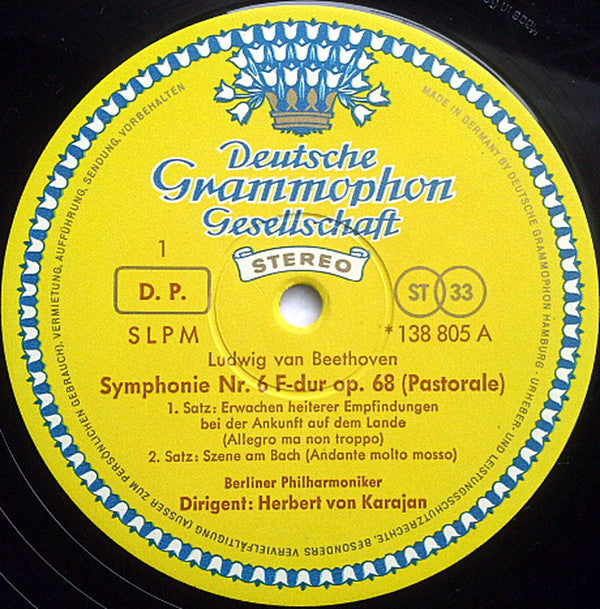 Deutsche
Grammophon
Gesellschaft
STEREO
1
D. P.
ST 33
SLPM
*138 805 A
Ludwig van Beethoven
Symphonie Nr. 6 F-dur op. 68 (Pastorale)
1. Satz: Erwachen heiterer Empfindungen
bei der Ankunft auf dem Lande
(Allegro ma non troppo)
2. Satz: Szene am Bach (Andante molto mosso)
Berliner Philharmoniker
Dirigent: Herbert von Karajan
MADE IN GERMANY BY DEUTSCHE GRAMMOPHON HAMBURG · URHEBER- UND LEISTUNGSSCHUTZRECHTE, BESONDERS VERVIELFÄLTIGUNG (AUSSER ZUM PERSÖNLICHEN GEBRAUCH), VERMIETUNG, AUFFÜHRUNG, SENDUNG, VORBEHALTEN
Made in